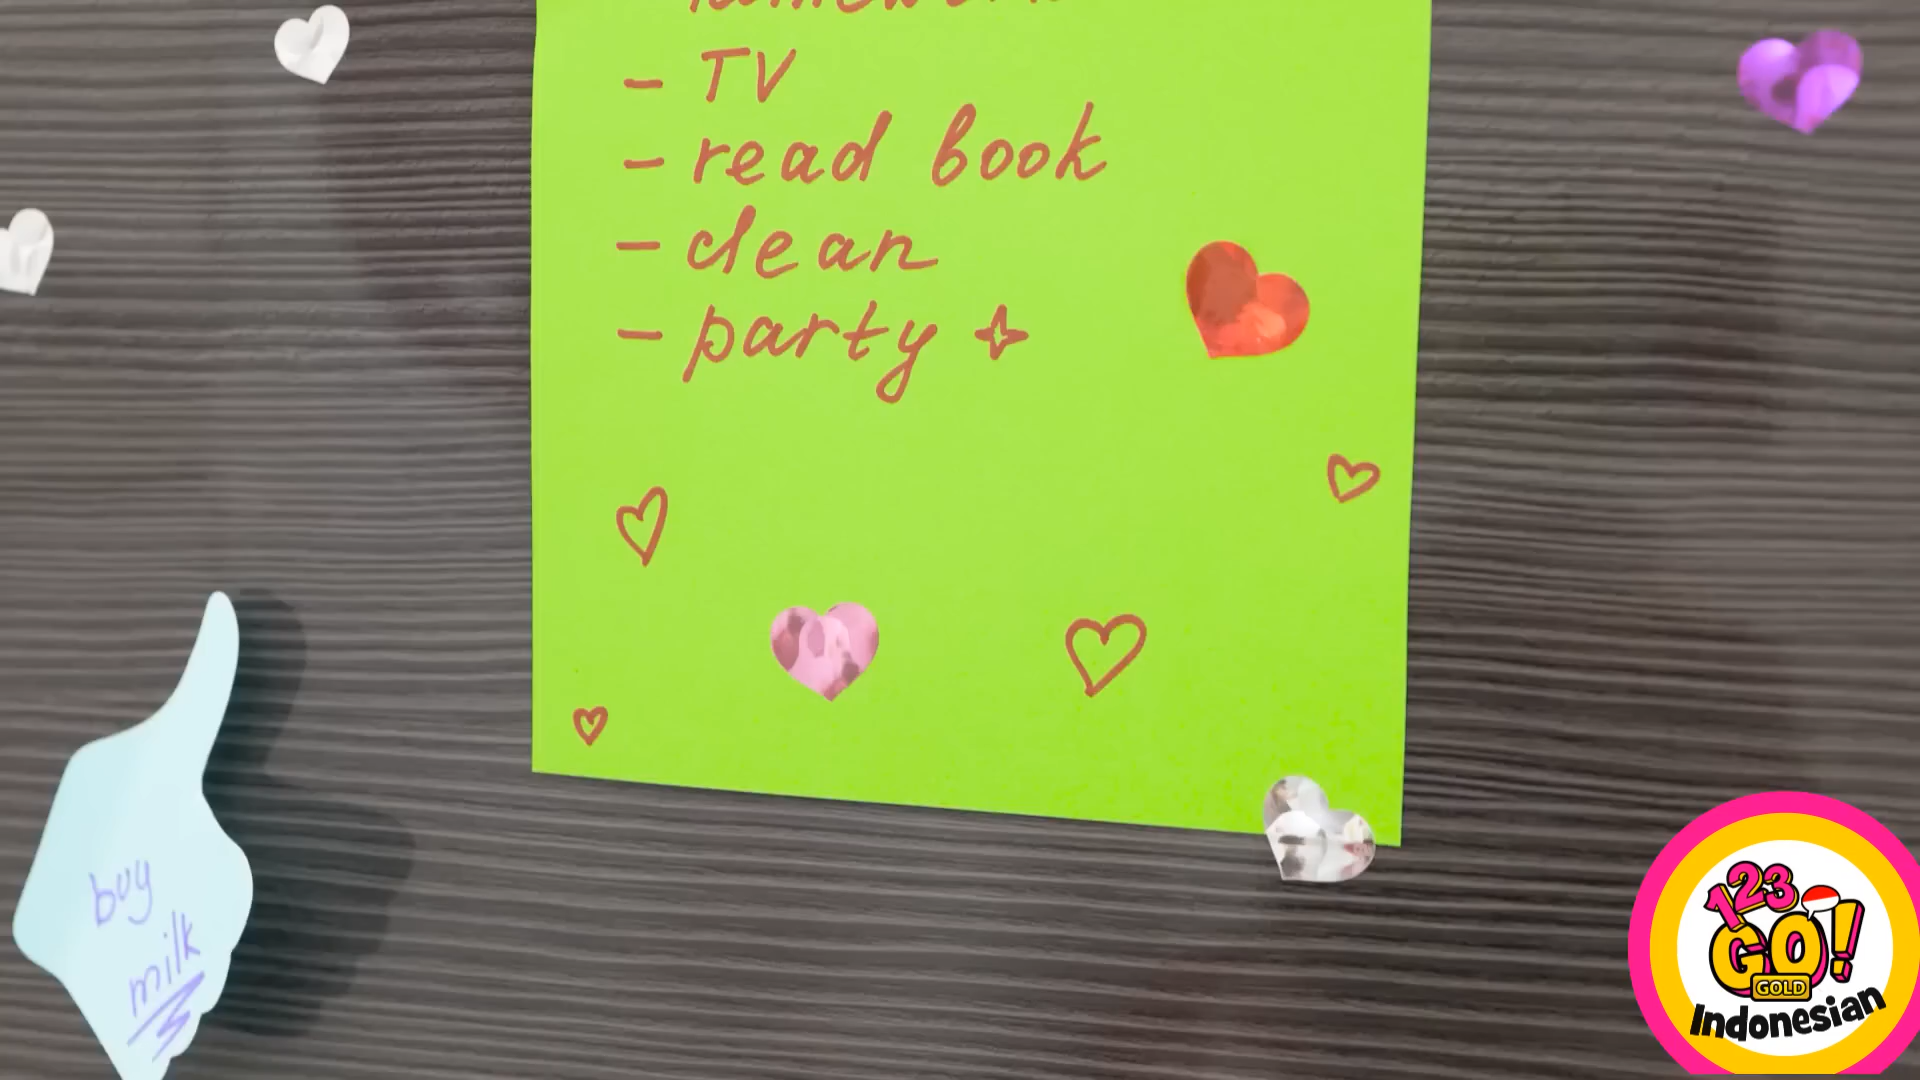 - TV
- read book
- clean
- party
buy
milk
123
GO!
GOLD
Indonesian